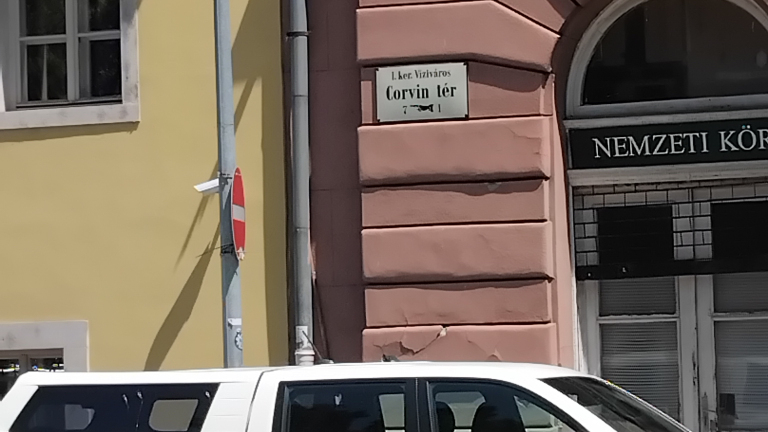 I. ker. Víziváros
Corvin tér
7 1
NEMZETI KÖR